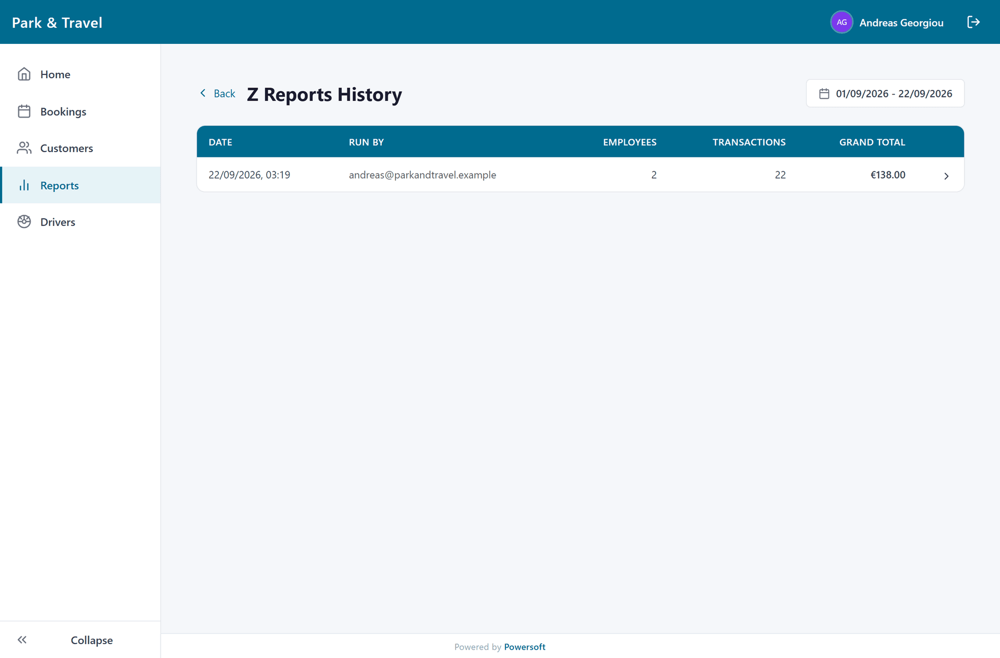 Park & Travel
AG
Andreas Georgiou
Home
Bookings
Customers
Reports
Drivers
Collapse
Back
Z Reports History
01/09/2026 - 22/09/2026
DATE RUN BY EMPLOYEES TRANSACTIONS GRAND TOTAL
22/09/2026, 03:19 andreas@parkandtravel.example 2 22 €138.00
Powered by Powersoft